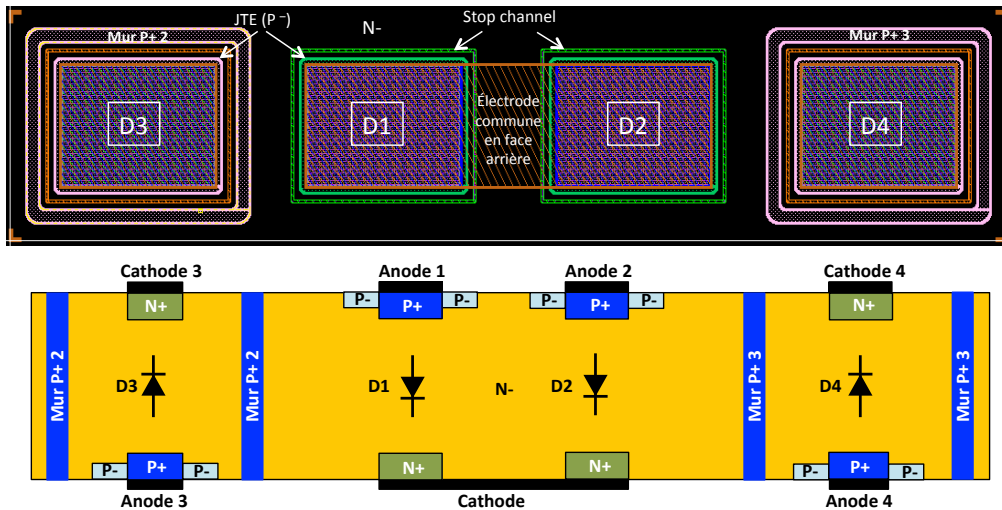 JTE (P⁻)
N-
Stop channel
Mur P+ 2
Mur P+ 3
D3
D1
Électrode
commune
en face
arrière
D2
D4
Cathode 3
Anode 1
Anode 2
Cathode 4
N+
P-
P+
P-
P-
P+
P-
N+
Mur P+ 2
D3
Mur P+ 2
D1
N-
D2
Mur P+ 3
D4
Mur P+ 3
P-
P+
P-
N+
N+
P-
P+
P-
Anode 3
Cathode
Anode 4